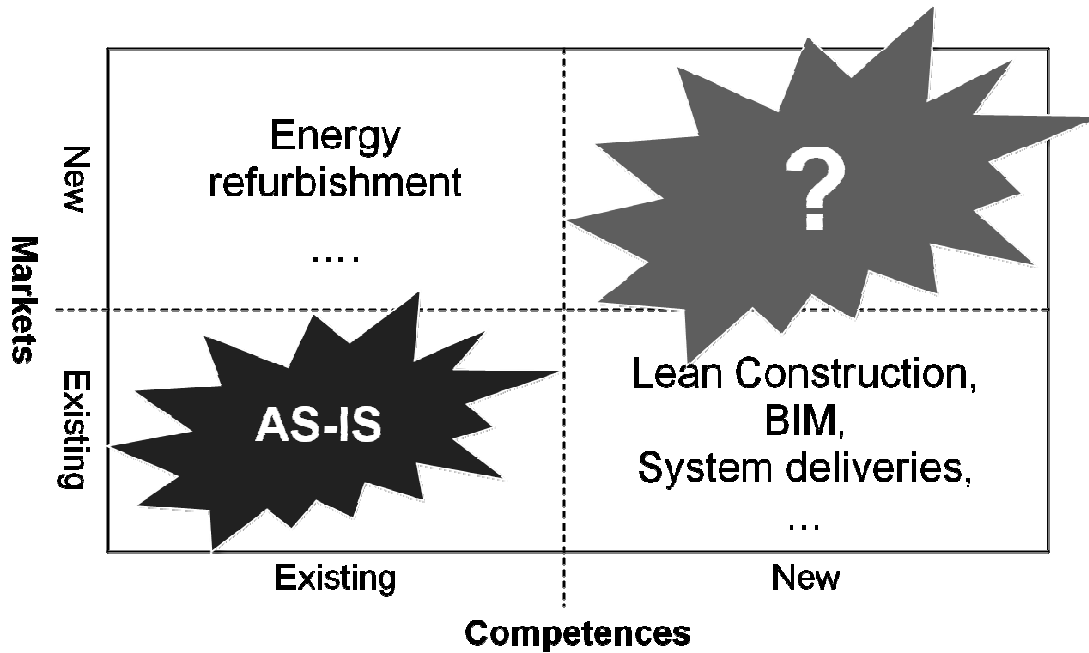 Energy
refurbishment
....
?
New
Markets
Existing
AS-IS
Lean Construction,
BIM,
System deliveries,
...
Existing
New
Competences